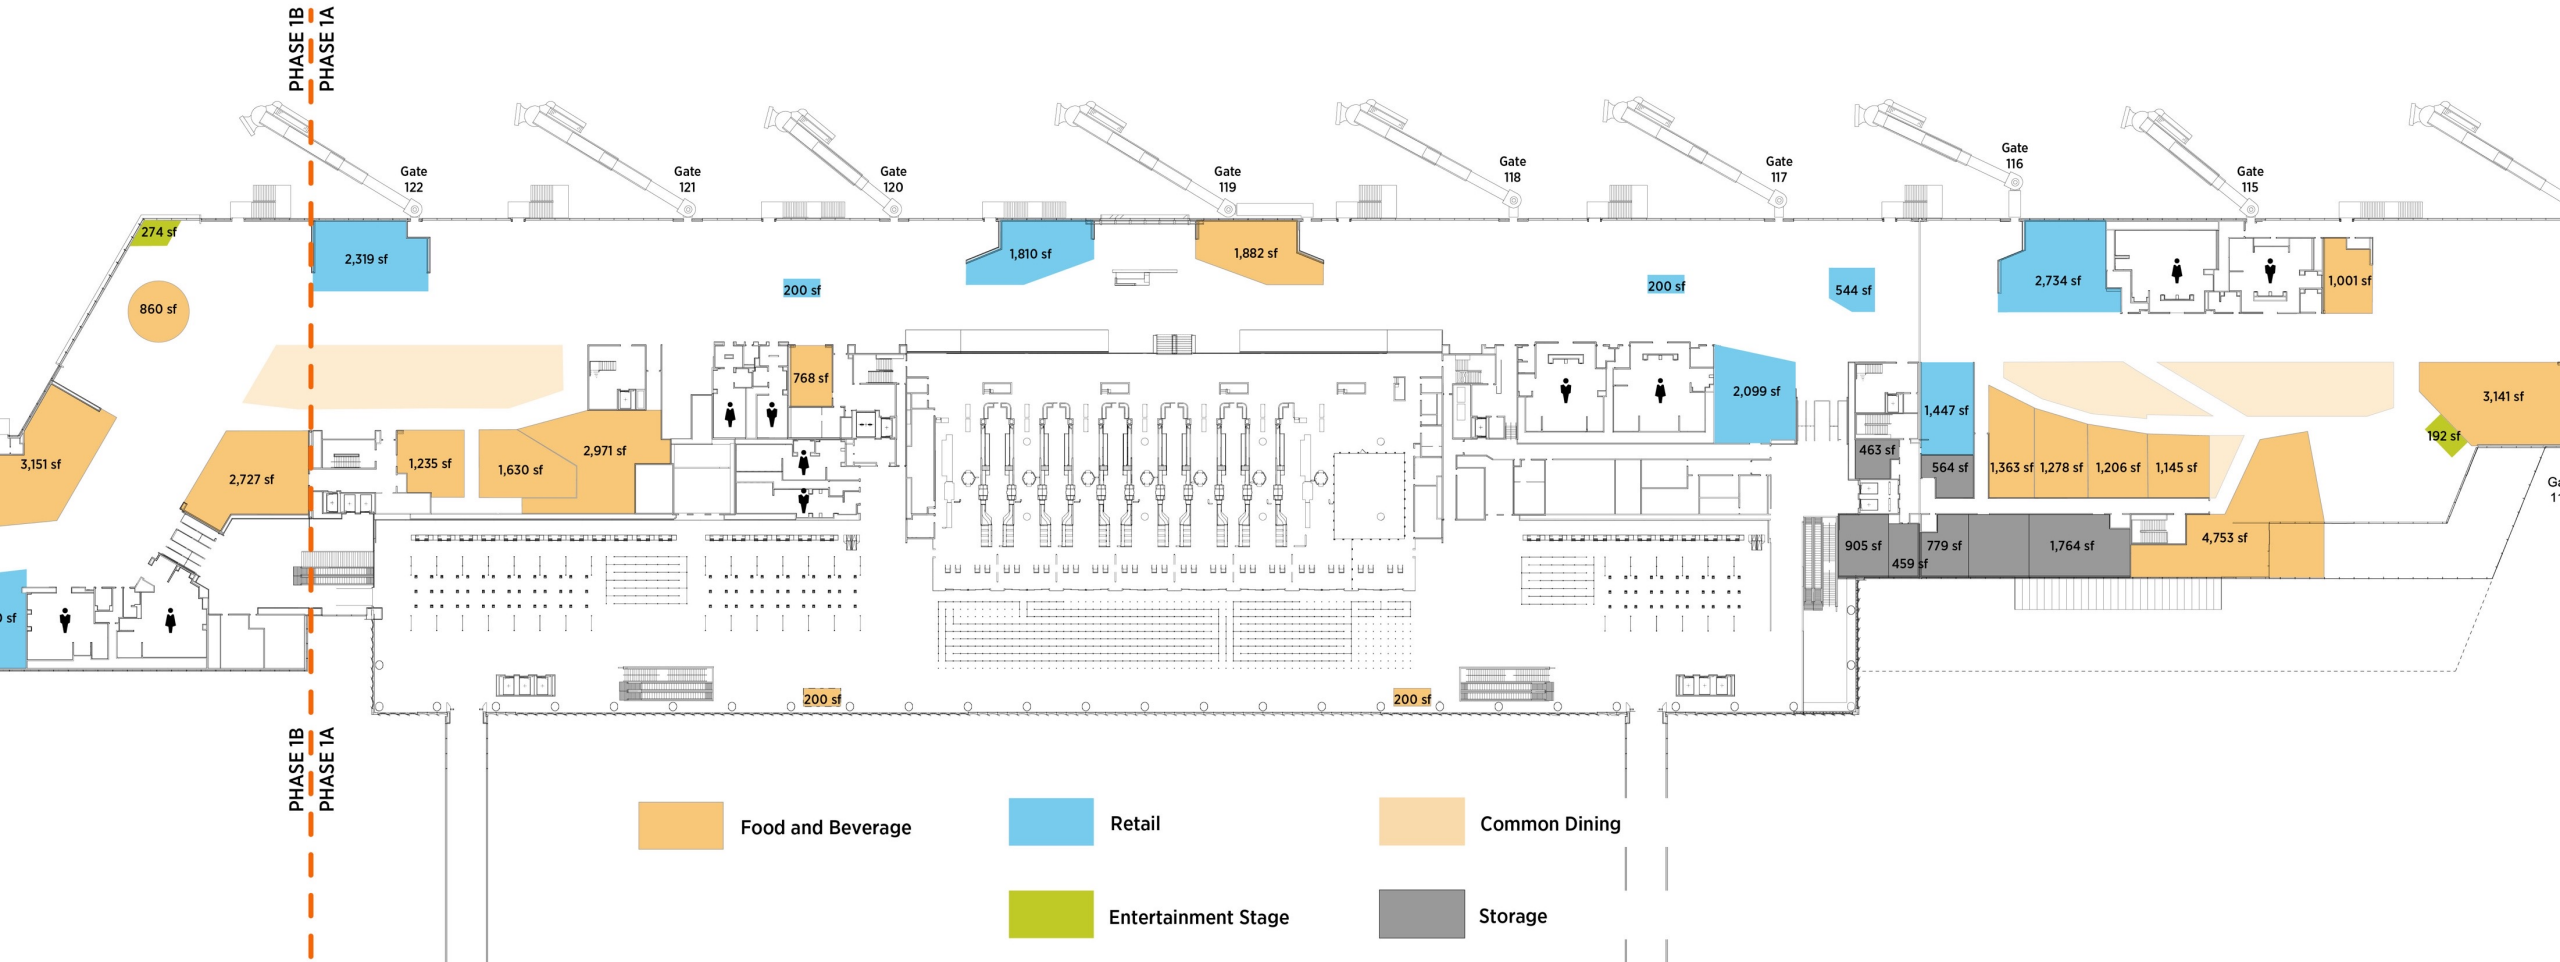 PHASE 1B
PHASE 1A
Gate
122
Gate
121
Gate
120
Gate
119
Gate
118
Gate
117
Gate
116
Gate
115
274 sf
2,319 sf
1,810 sf
1,882 sf
200 sf
200 sf
544 sf
2,734 sf
1,001 sf
860 sf
768 sf
2,099 sf
1,447 sf
3,141 sf
192 sf
3,151 sf
2,727 sf
1,235 sf
1,630 sf
2,971 sf
463 sf
564 sf
1,363 sf
1,278 sf
1,206 sf
1,145 sf
905 sf
459 sf
779 sf
1,764 sf
4,753 sf
sf
200 sf
200 sf
PHASE 1B
PHASE 1A
Food and Beverage
Retail
Common Dining
Entertainment Stage
Storage